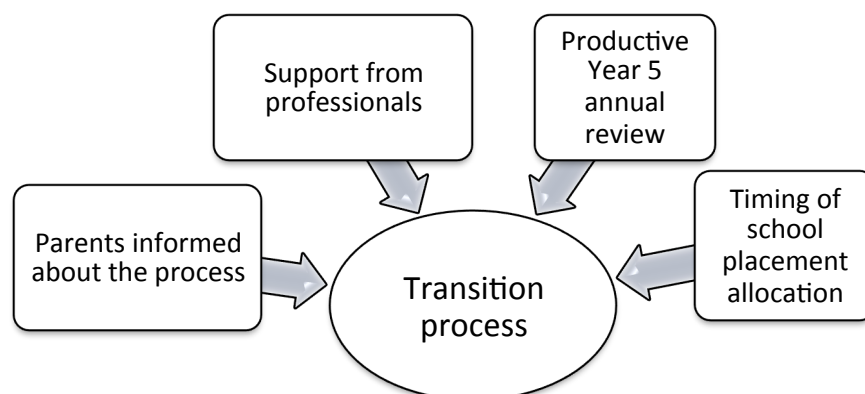 Parents informed
about the process
Support from
professionals
Productive
Year 5
annual
review
Timing of
school
placement
allocation
Transition
process